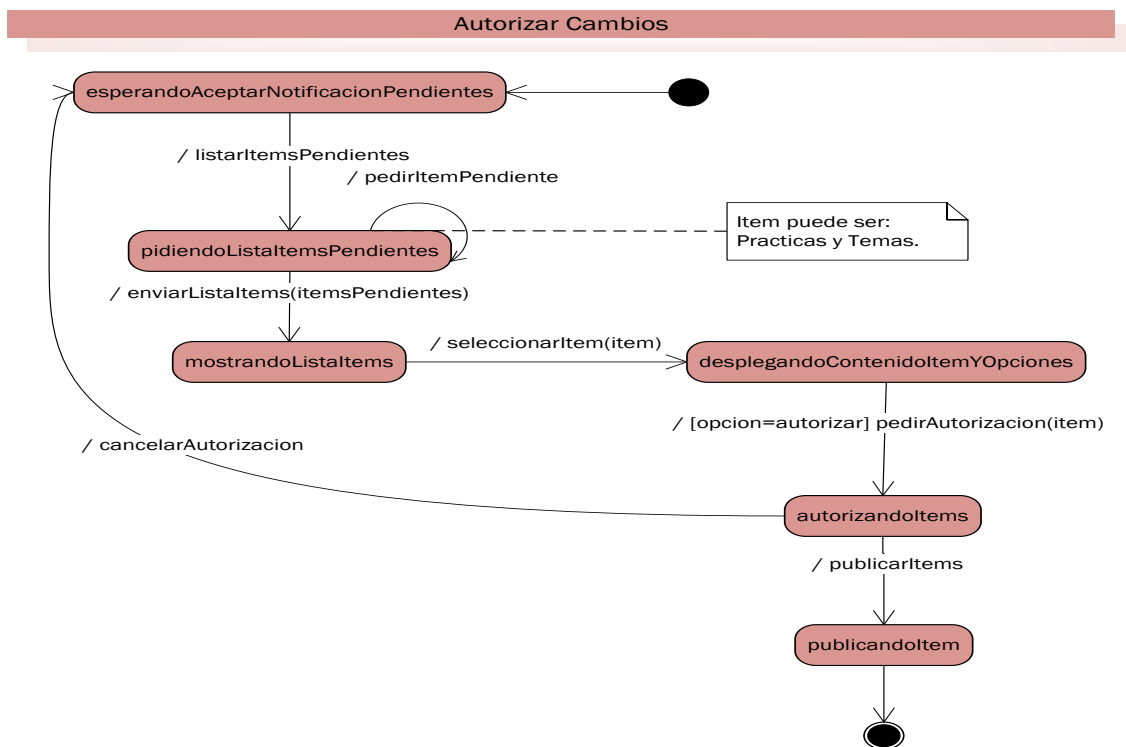 Autorizar Cambios
esperandoAceptarNotificacionPendientes
/ listarItemsPendientes
/ pedirItemPendiente
Item puede ser:
Practicas y Temas.
pidiendoListaItemsPendientes
/ enviarListaItems(itemsPendientes)
/ seleccionarItem(item)
mostrandoListaItems
desplegandoContenidoItemYOpciones
/ [opcion=autorizar] pedirAutorizacion(item)
/ cancelarAutorizacion
autorizandoItems
/ publicarItems
publicandoItem